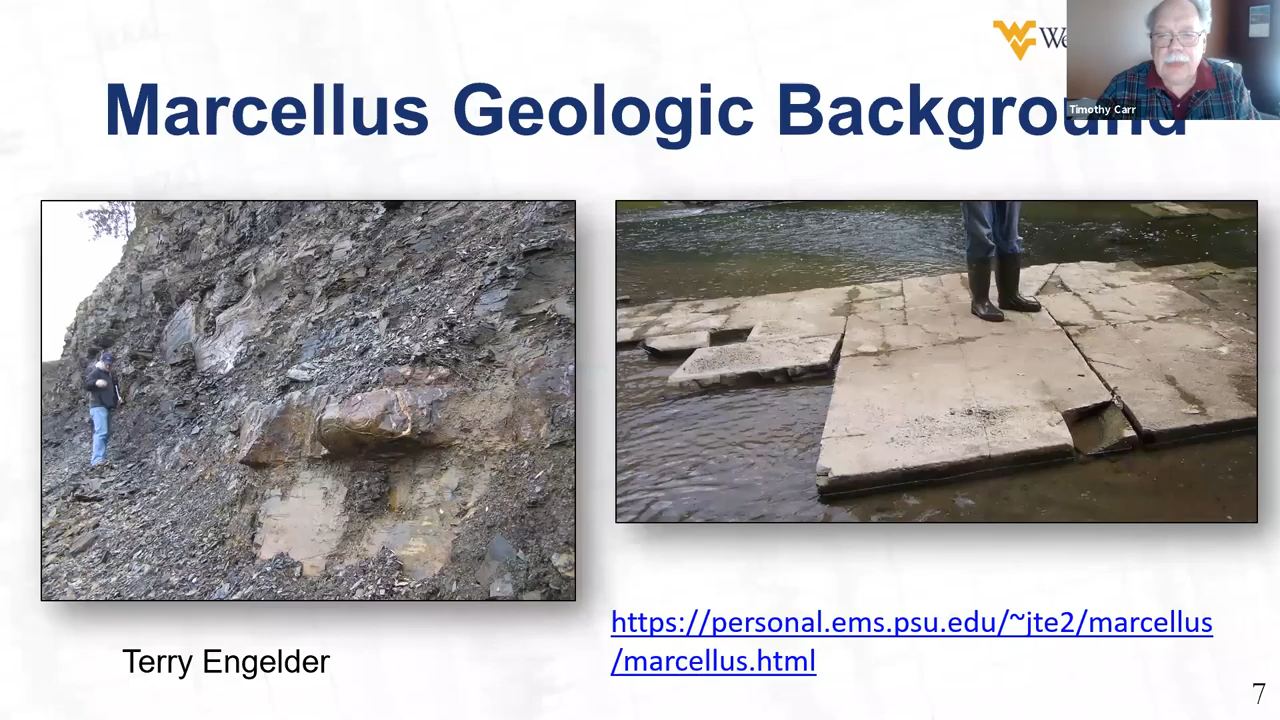 Timothy Carr
Marcellus Geologic Background
Terry Engelder
https://personal.ems.psu.edu/~jte2/marcellus
/marcellus.html
7